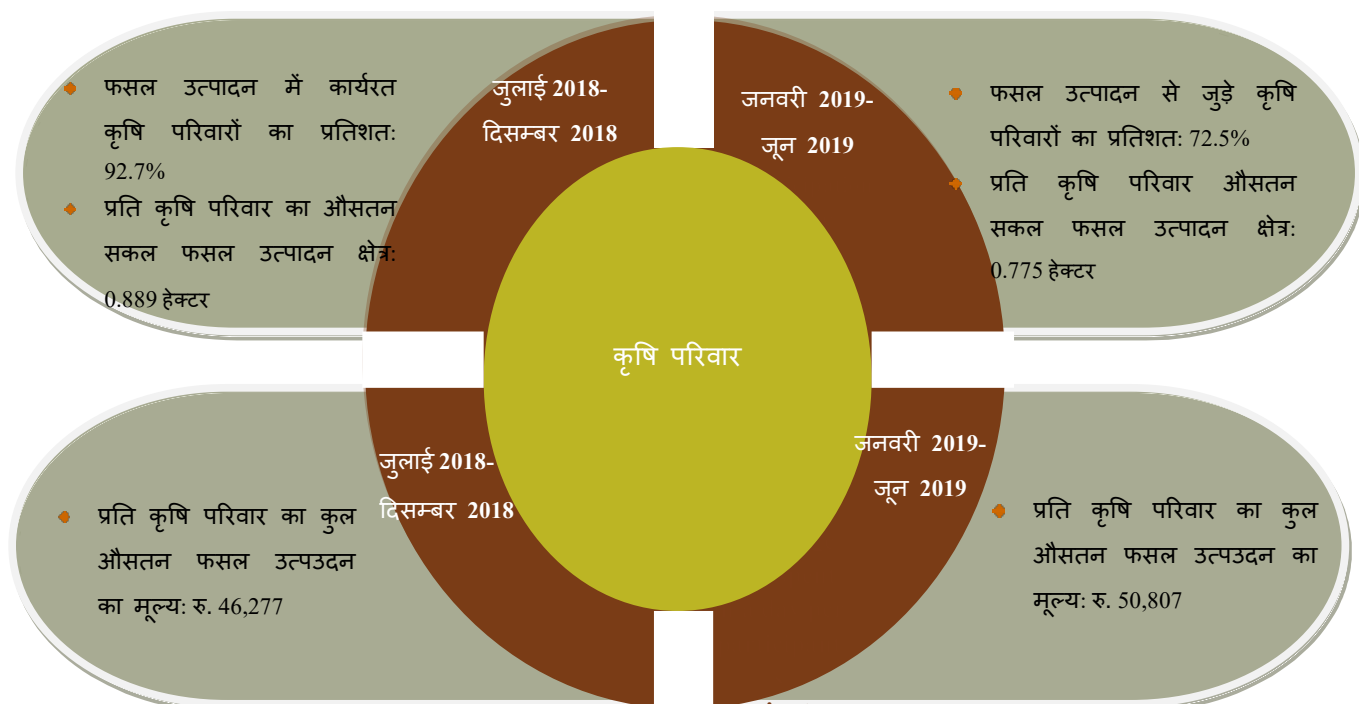 फसल उत्पादन में कार्यरत
कृषि परिवारों का प्रतिशत:
92.7%
प्रति कृषि परिवार का औसतन
सकल फसल उत्पादन क्षेत्र:
0.889 हेक्टर
जुलाई 2018-
दिसम्बर 2018
जनवरी 2019-
जून 2019
फसल उत्पादन से जुड़े कृषि
परिवारों का प्रतिशत: 72.5%
प्रति कृषि परिवार औसतन
सकल फसल उत्पादन क्षेत्र:
0.775 हेक्टर
कृषि परिवार
प्रति कृषि परिवार का कुल
औसतन फसल उत्पउदन
का मूल्य: रु. 46,277
जुलाई 2018-
दिसम्बर 2018
जनवरी 2019-
जून 2019
प्रति कृषि परिवार का कुल
औसतन फसल उत्पउदन का
मूल्य: रु. 50,807